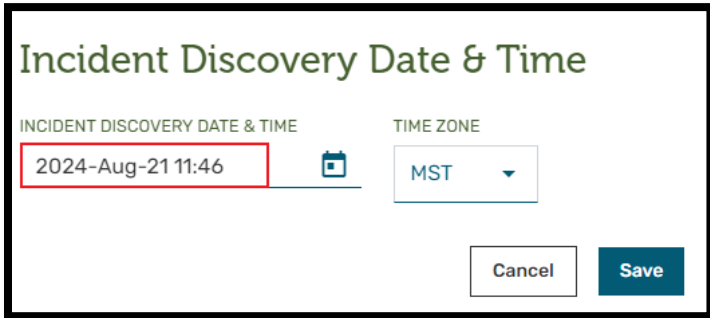 Incident Discovery Date & Time
INCIDENT DISCOVERY DATE & TIME
TIME ZONE
2024-Aug-21 11:46
MST
Cancel
Save